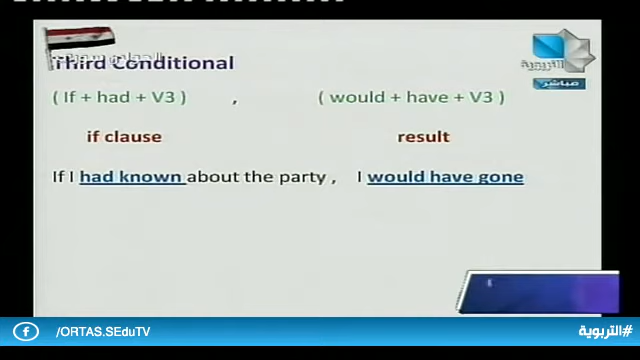 Third Conditional
( If + had + V3 ) , ( would + have + V3 )
if clause result
If I had known about the party , I would have gone
التربوية
مباشر
/ORTAS.SEduTV
#التربوية